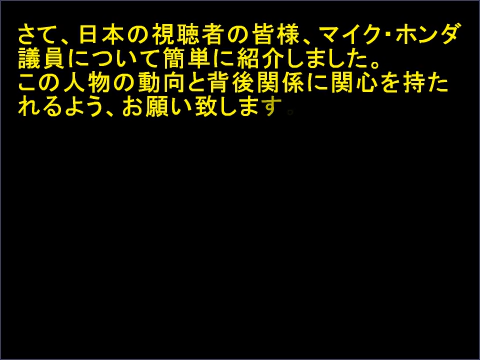 さて、日本の視聴者の皆様、マイク・ホンダ
議員について簡単に紹介しました。
この人物の動向と背後関係に関心を持た
れるよう、お願い致します。